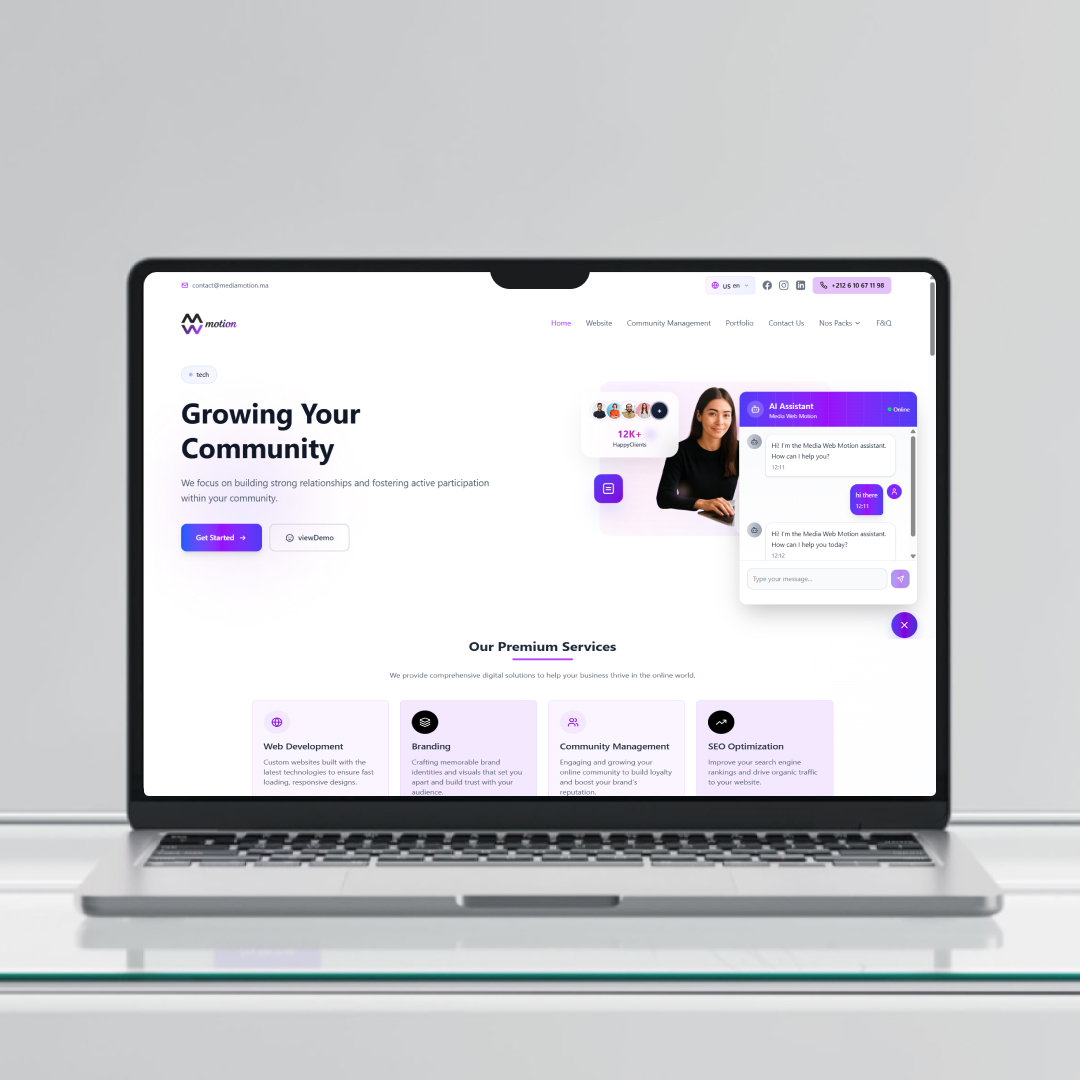 contact@mediamotion.ma
us en
+212 6 10 67 11 98
motion
Home Website Community Management Portfolio Contact Us Nos Packs F&Q
tech
Growing Your
Community
We focus on building strong relationships and fostering active participation
within your community.
Get Started
viewDemo
12K+
HappyClients
AI Assistant
Media Web Motion
Online
Hi! I'm the Media Web Motion assistant.
How can I help you?
12:11
hi there
12:11
Hi! I'm the Media Web Motion assistant.
How can I help you today?
12:12
Type your message...
Our Premium Services
We provide comprehensive digital solutions to help your business thrive in the online world.
Web Development
Custom websites built with the
latest technologies to ensure fast
loading, responsive designs.
Branding
Crafting memorable brand
identities and visuals that set you
apart and build trust with your
audience.
Community Management
Engaging and growing your
online community to build loyalty
and boost your brand's
reputation.
SEO Optimization
Improve your search engine
rankings and drive organic traffic
to your website.